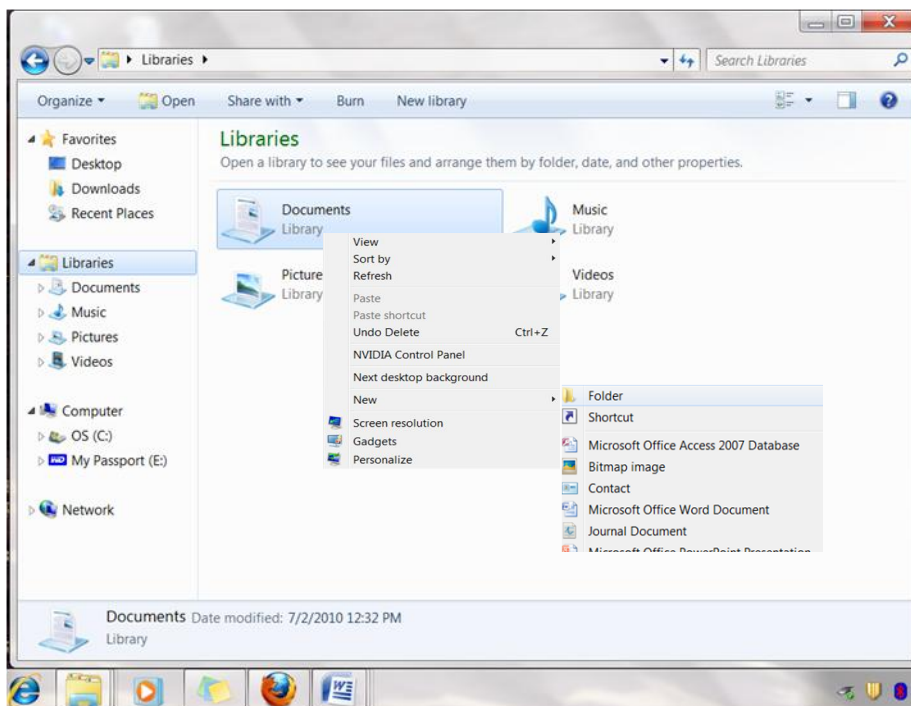 Libraries
Search Libraries
Organize
Open
Share with
Burn
New library
Favorites
Desktop
Downloads
Recent Places
Libraries
Documents
Music
Pictures
Videos
Computer
OS (C:)
My Passport (E:)
Network
Libraries
Open a library to see your files and arrange them by folder, date, and other properties.
Documents
Library
Music
Library
Picture
Library
Videos
Library
View
Sort by
Refresh
Paste
Paste shortcut
Undo Delete Ctrl+Z
NVIDIA Control Panel
Next desktop background
New
Screen resolution
Gadgets
Personalize
Folder
Shortcut
Microsoft Office Access 2007 Database
Bitmap image
Contact
Microsoft Office Word Document
Journal Document
Microsoft Office PowerPoint Presentation
Documents Date modified: 7/2/2010 12:32 PM
Library